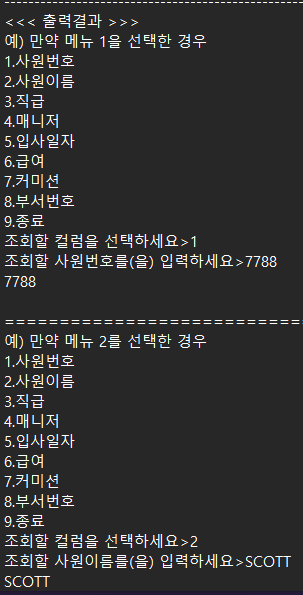 ------------------------------------------------------------
<<< 출력결과 >>>
예) 만약 메뉴 1을 선택한 경우
1.사원번호
2.사원이름
3.직급
4.매니저
5.입사일자
6.급여
7.커미션
8.부서번호
9.종료
조회할 컬럼을 선택하세요>1
조회할 사원번호를(을) 입력하세요>7788
7788
===========================
예) 만약 메뉴 2를 선택한 경우
1.사원번호
2.사원이름
3.직급
4.매니저
5.입사일자
6.급여
7.커미션
8.부서번호
9.종료
조회할 컬럼을 선택하세요>2
조회할 사원이름를(을) 입력하세요>SCOTT
SCOTT